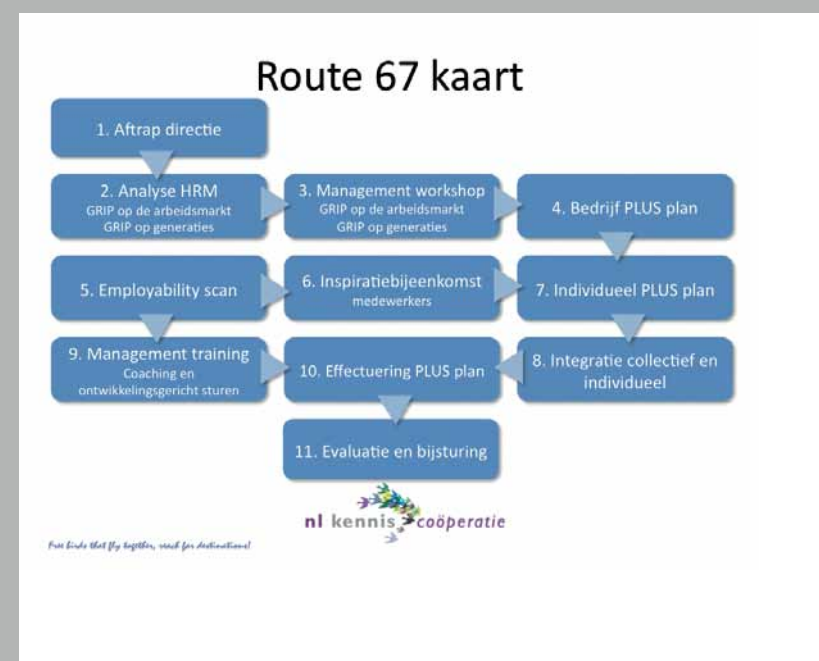 Route 67 kaart
1. Aftrap directie
2. Analyse HRM
GRIP op de arbeidsmarkt
GRIP op generaties
3. Management workshop
GRIP op de arbeidsmarkt
GRIP op generaties
4. Bedrijf PLUS plan
5. Employability scan
6. Inspiratiebijeenkomst
medewerkers
7. Individueel PLUS plan
9. Management training
Coaching en
ontwikkelingsgericht sturen
10. Effectuering PLUS plan
8. Integratie collectief en
individueel
11. Evaluatie en bijsturing
nl kennis coöperatie
Free birds that fly together, reach for destinations!